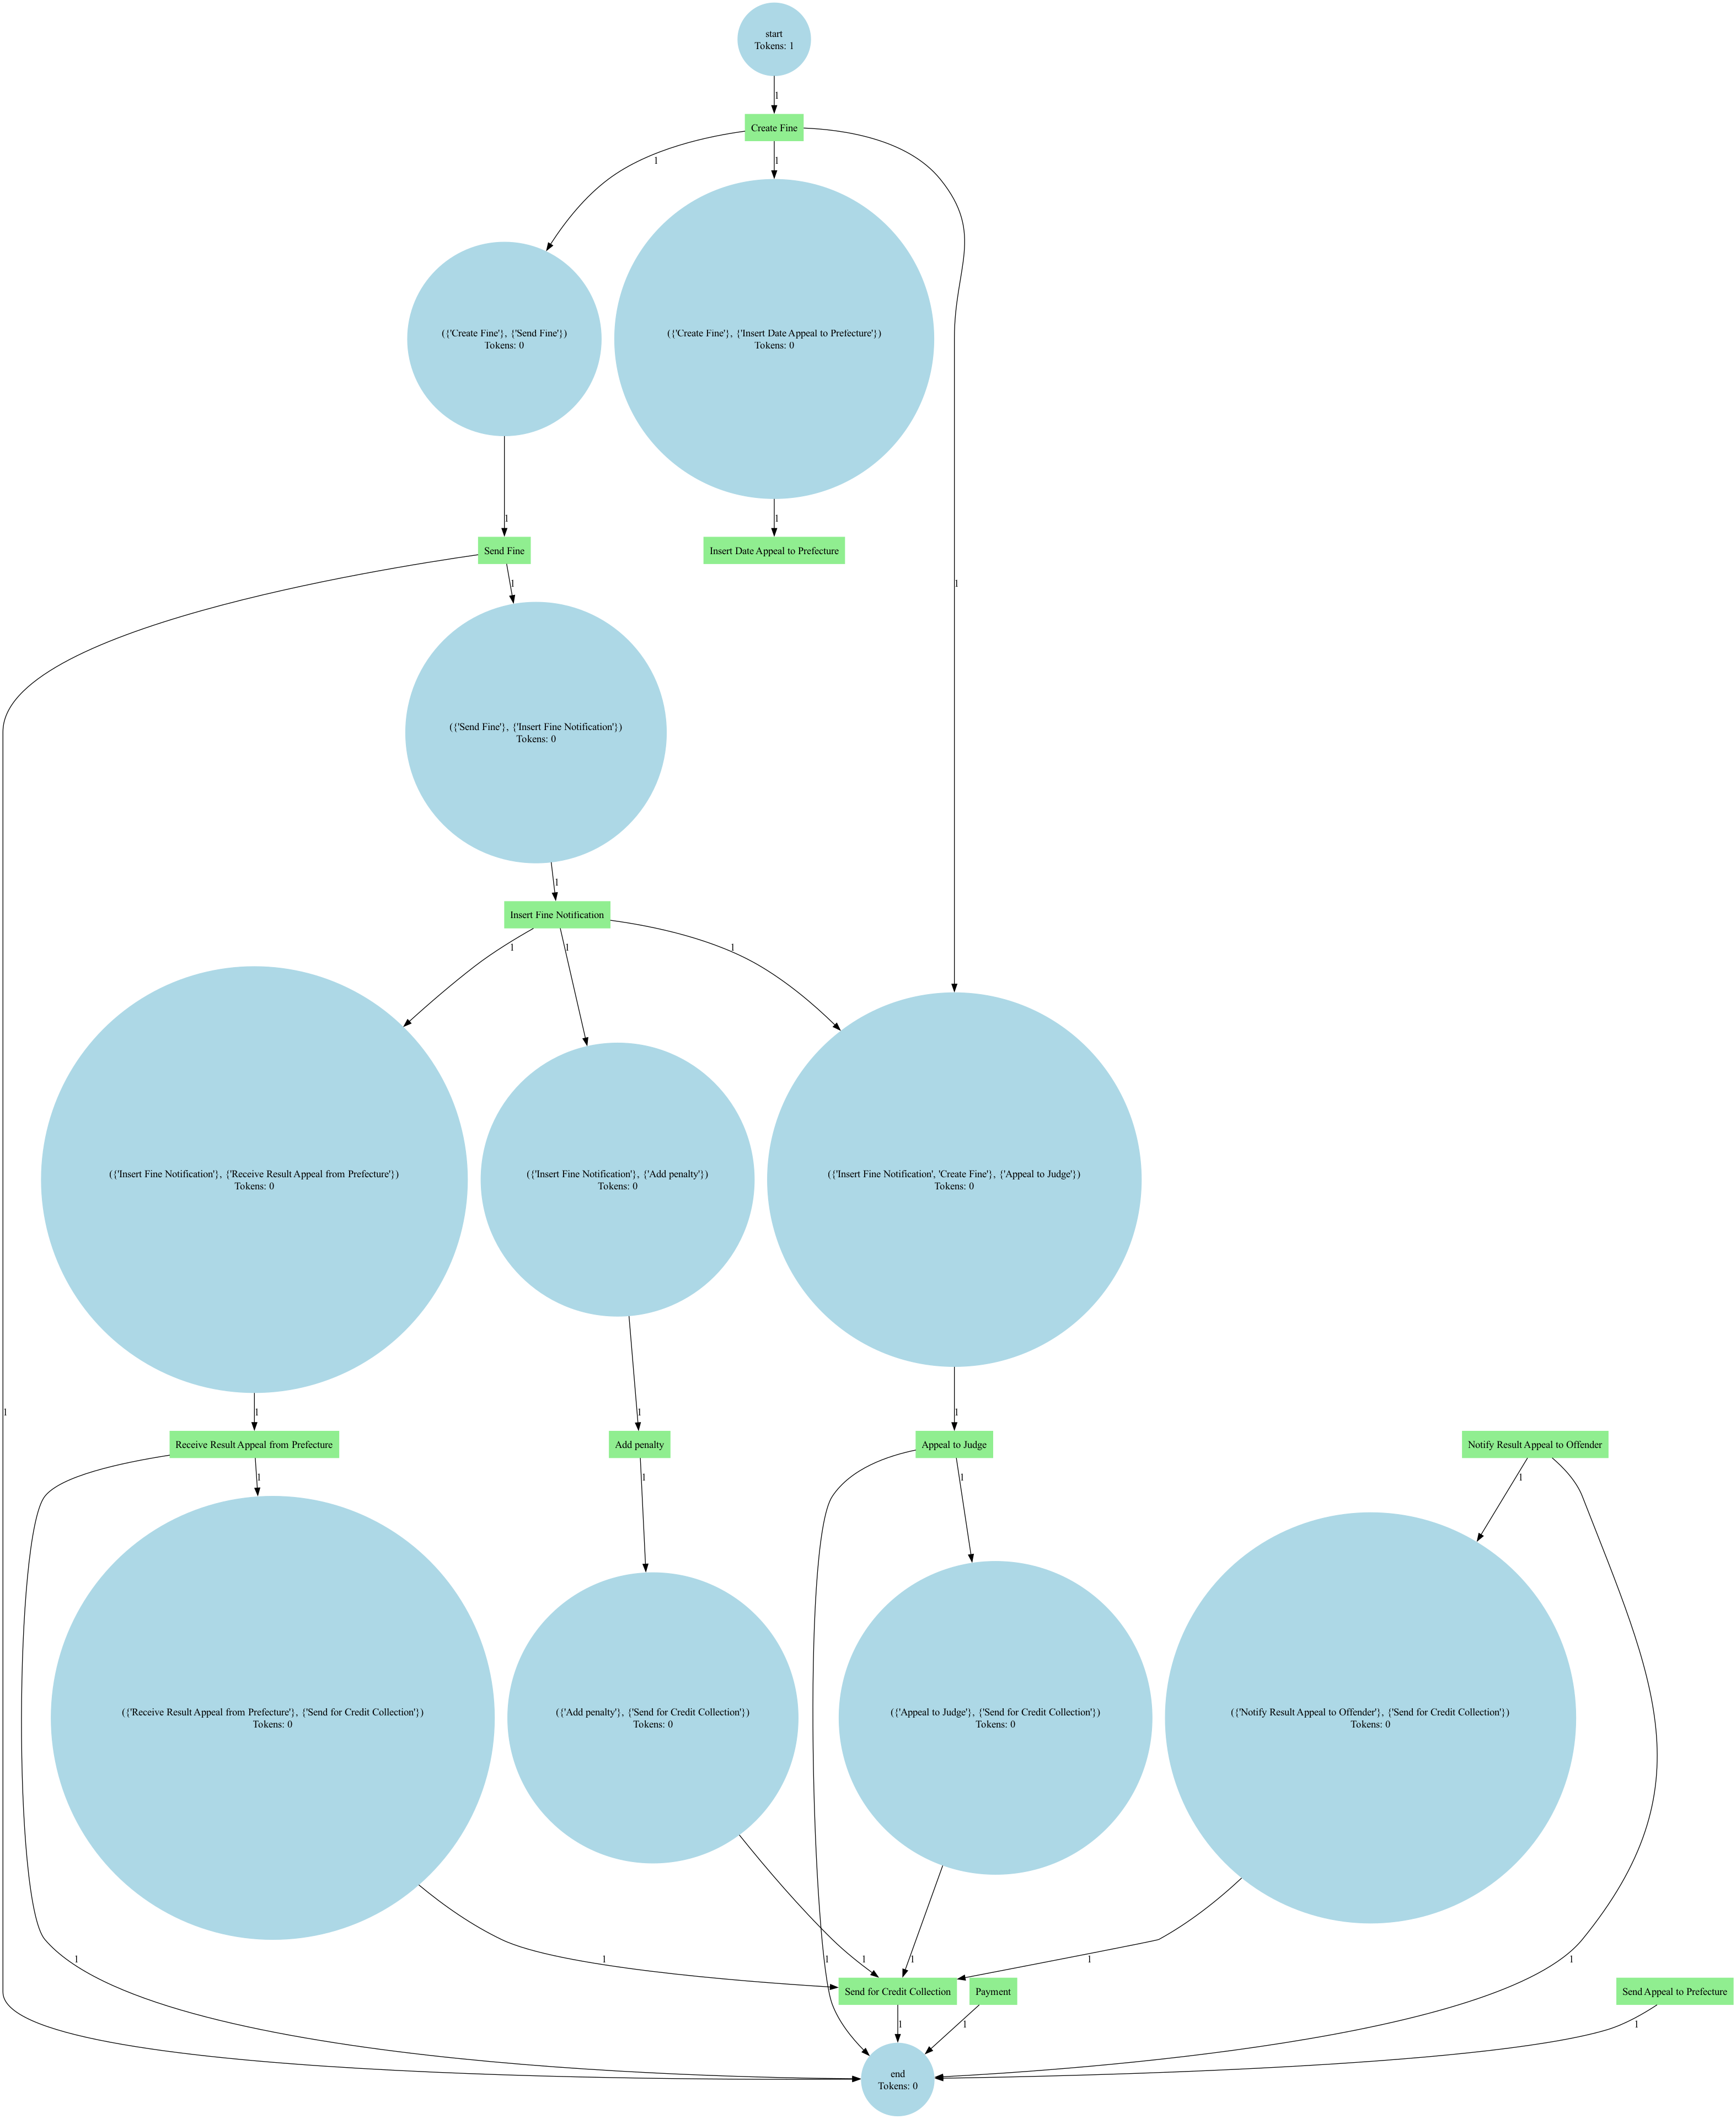 start
Tokens: 1
1
Create Fine
1
1
({'Create Fine'}, {'Send Fine'})
Tokens: 0
({'Create Fine'}, {'Insert Date Appeal to Prefecture'})
Tokens: 0
1
1
Send Fine
Insert Date Appeal to Prefecture
1
1
({'Send Fine'}, {'Insert Fine Notification'})
Tokens: 0
1
Insert Fine Notification
1
1
1
({'Insert Fine Notification'}, {'Receive Result Appeal from Prefecture'})
Tokens: 0
({'Insert Fine Notification'}, {'Add penalty'})
Tokens: 0
({'Insert Fine Notification', 'Create Fine'}, {'Appeal to Judge'})
Tokens: 0
1
1
1
1
Receive Result Appeal from Prefecture
Add penalty
Appeal to Judge
Notify Result Appeal to Offender
1
1
1
1
({'Receive Result Appeal from Prefecture'}, {'Send for Credit Collection'})
Tokens: 0
({'Add penalty'}, {'Send for Credit Collection'})
Tokens: 0
({'Appeal to Judge'}, {'Send for Credit Collection'})
Tokens: 0
({'Notify Result Appeal to Offender'}, {'Send for Credit Collection'})
Tokens: 0
1
1
1
1
1
1
1
Send for Credit Collection
Payment
Send Appeal to Prefecture
1
1
1
end
Tokens: 0